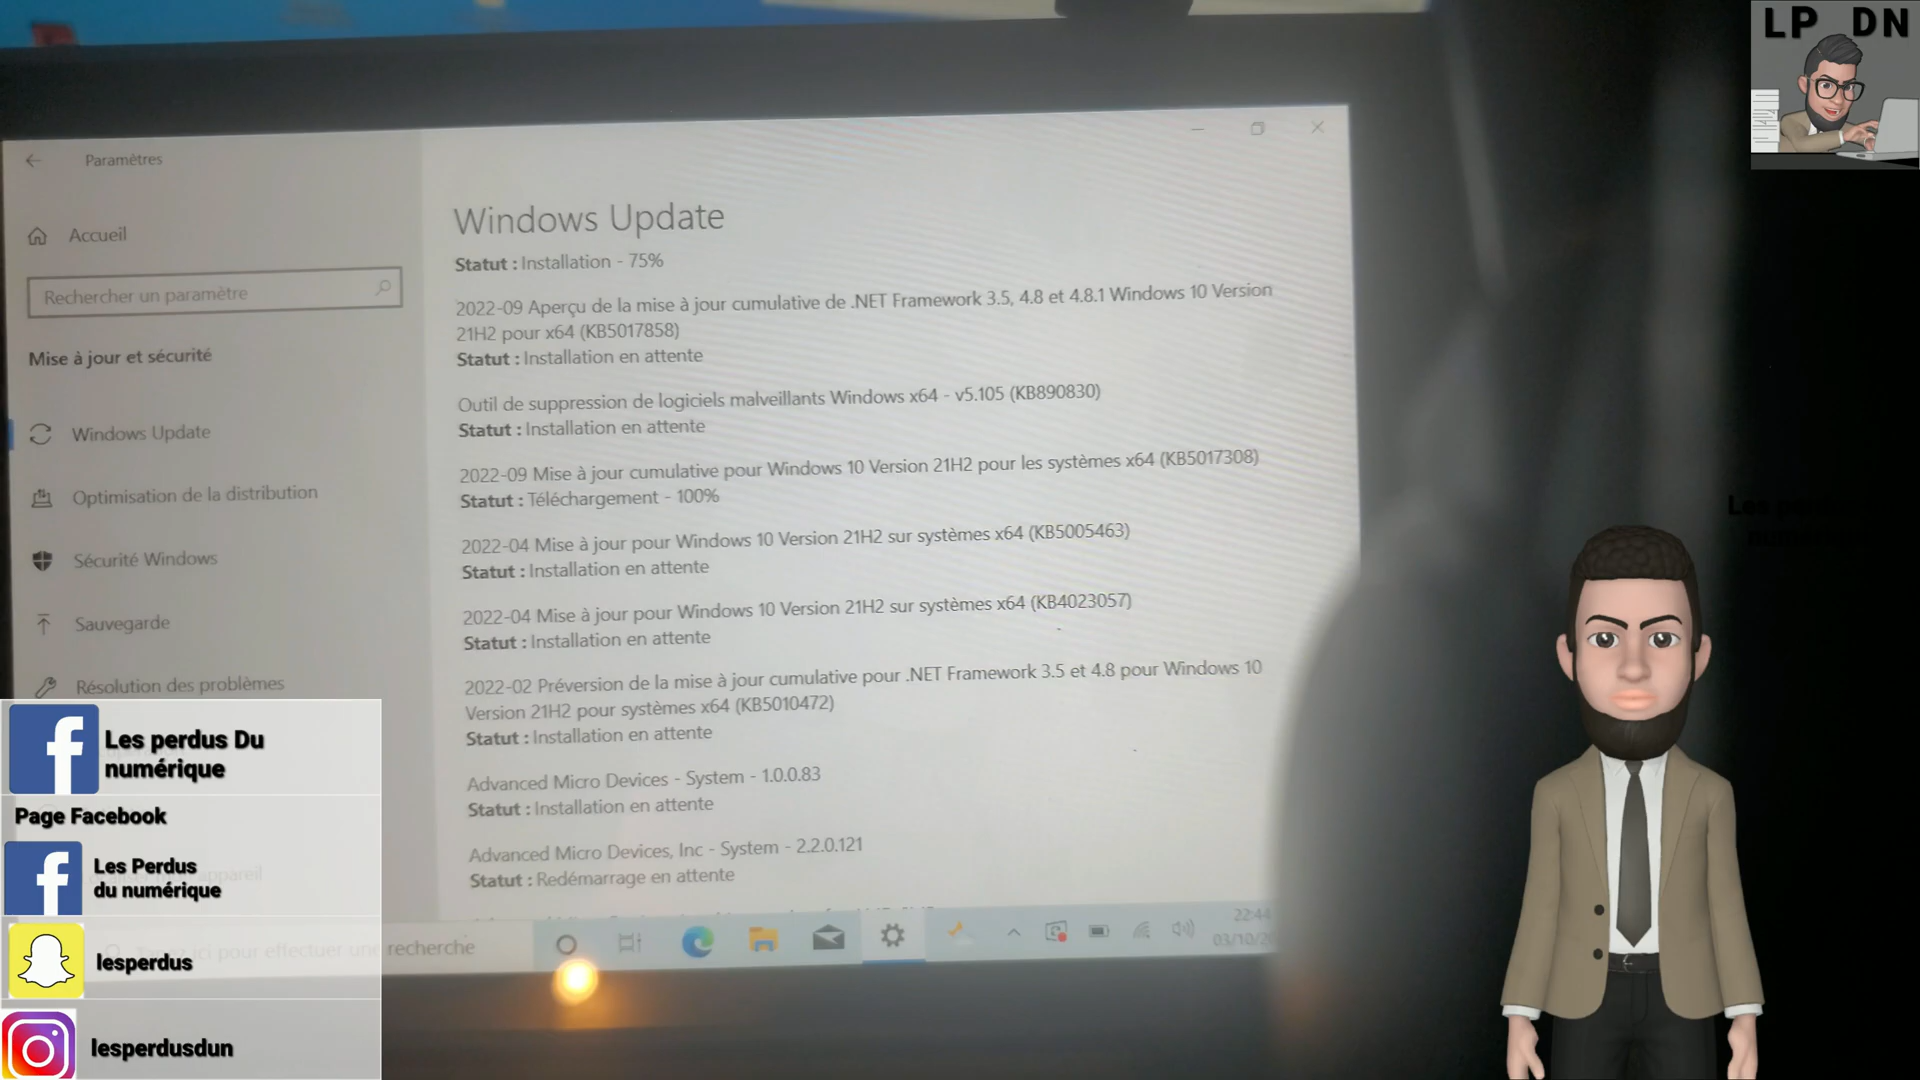 LP DN
Paramètres
Accueil
Rechercher un paramètre
Mise à jour et sécurité
Windows Update
Optimisation de la distribution
Sécurité Windows
Sauvegarde
Résolution des problèmes
Windows Update
Statut : Installation - 75%
2022-09 Aperçu de la mise à jour cumulative de .NET Framework 3.5, 4.8 et 4.8.1 Windows 10 Version
21H2 pour x64 (KB5017858)
Statut : Installation en attente
Outil de suppression de logiciels malveillants Windows x64 - v5.105 (KB890830)
Statut : Installation en attente
2022-09 Mise à jour cumulative pour Windows 10 Version 21H2 pour les systèmes x64 (KB5017308)
Statut : Téléchargement - 100%
2022-04 Mise à jour pour Windows 10 Version 21H2 sur systèmes x64 (KB5005463)
Statut : Installation en attente
2022-04 Mise à jour pour Windows 10 Version 21H2 sur systèmes x64 (KB4023057)
Statut : Installation en attente
2022-02 Préversion de la mise à jour cumulative pour .NET Framework 3.5 et 4.8 pour Windows 10
Version 21H2 pour systèmes x64 (KB5010472)
Statut : Installation en attente
Advanced Micro Devices - System - 1.0.0.83
Statut : Installation en attente
Advanced Micro Devices, Inc - System - 2.2.0.121
Statut : Redémarrage en attente
Les perdus Du
numérique
Page Facebook
Les Perdus
du numérique
appareil
lesperdus
ici pour effectuer une recherche
lesperdusdun
22:44
03/10/20
Les